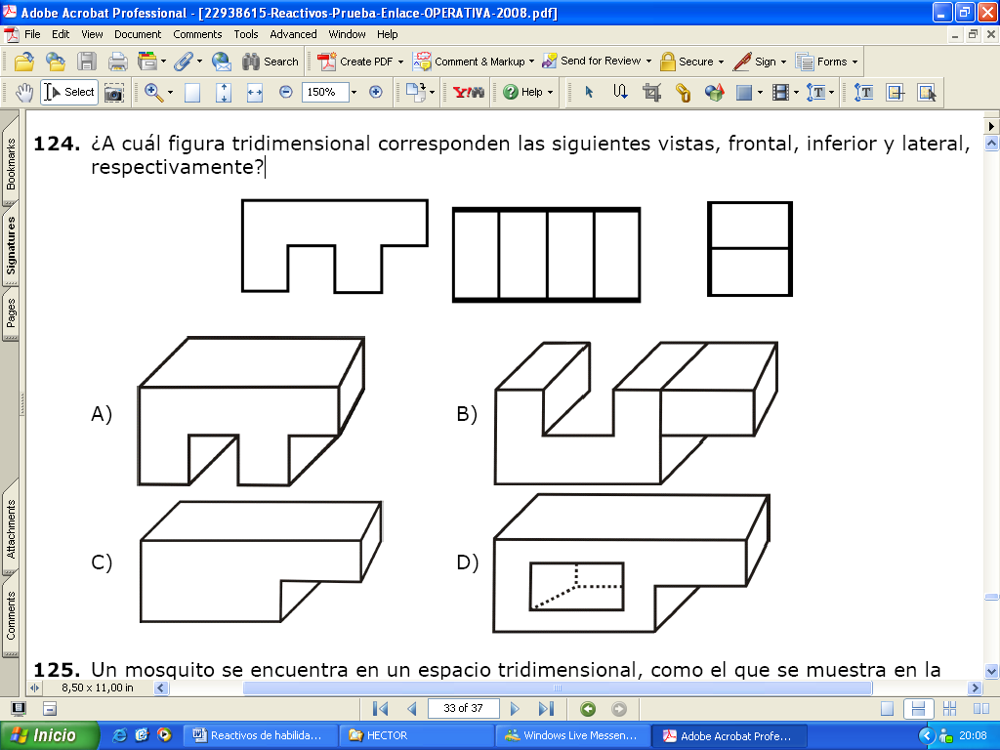 Adobe Acrobat Professional - [22938615-Reactivos-Prueba-Enlace-OPERATIVA-2008.pdf]
File Edit View Document Comments Tools Advanced Window Help
Search Create PDF Comment & Markup Send for Review Secure Sign Forms
Select 150% Y!m Help
Bookmarks
Signatures
Pages
Attachments
Comments
124. ¿A cuál figura tridimensional corresponden las siguientes vistas, frontal, inferior y lateral,
respectivamente?
A)
B)
C)
D)
125. Un mosquito se encuentra en un espacio tridimensional, como el que se muestra en la
8,50 x 11,00 in
33 of 37
Inicio Reactivos de habilida... HECTOR Windows Live Messen... Adobe Acrobat Profe... 20:08